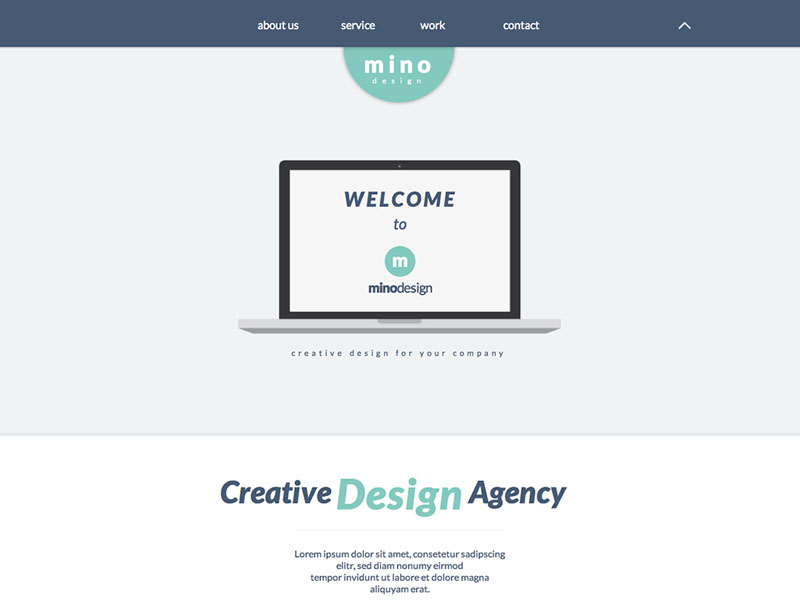 about us service work contact
mino
design
WELCOME
to
m
minodesign
creative design for your company
Creative Design Agency
Lorem ipsum dolor sit amet, consetetur sadipscing
elitr, sed diam nonumy eirmod
tempor invidunt ut labore et dolore magna
aliquyam erat.